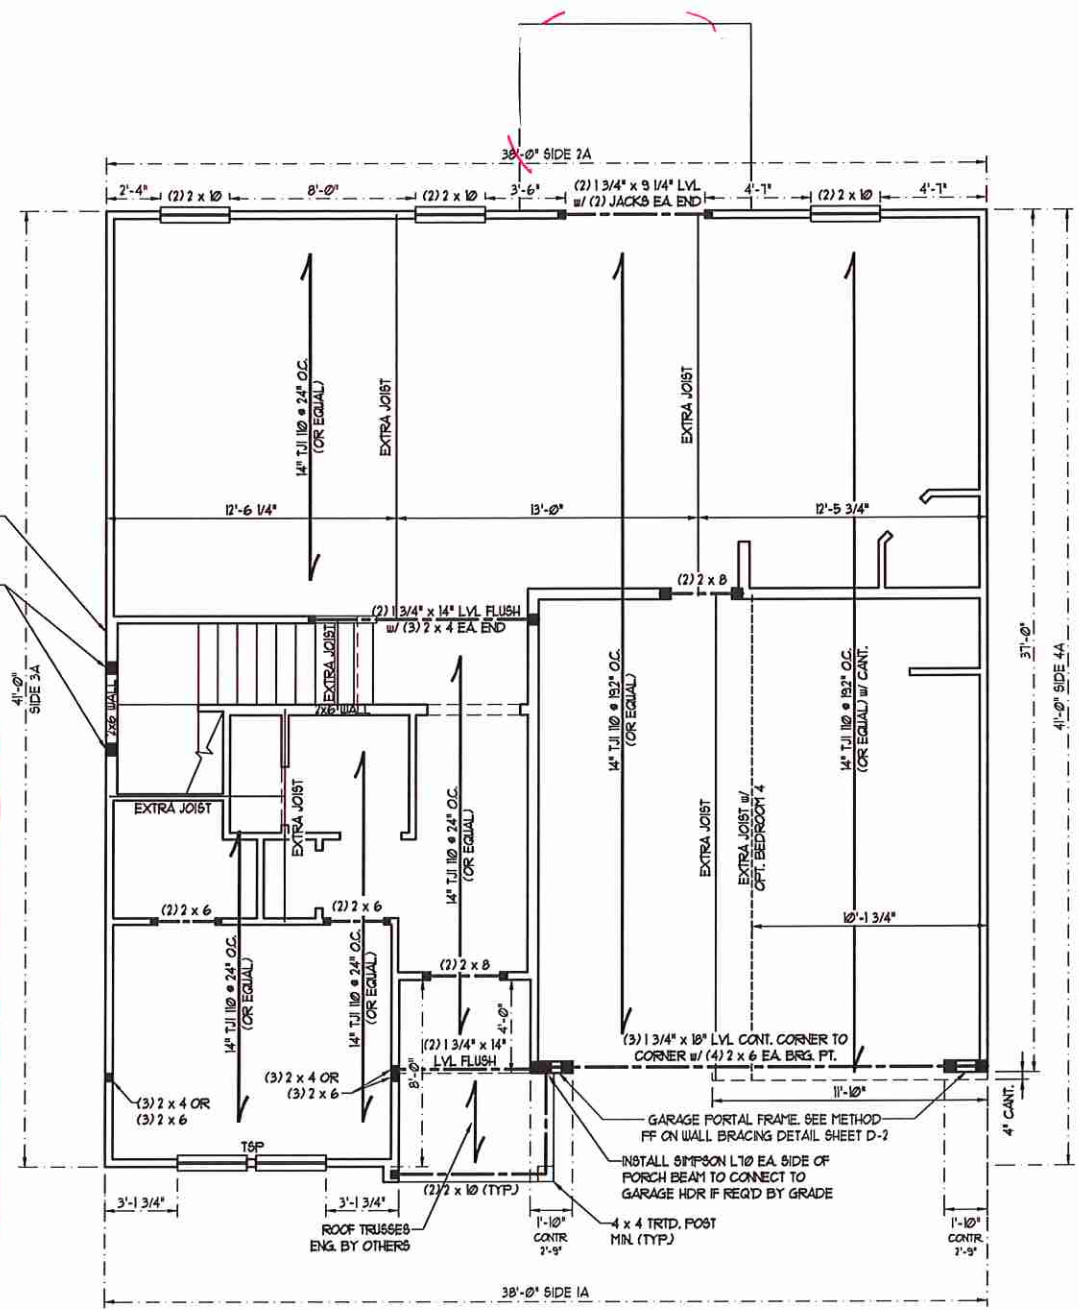 38'-0" SIDE 2A
2'-4"
(2) 2 x 10
8'-0"
(2) 2 x 10
3'-6"
(2) 1 3/4" x 9 1/4" LVL
w/ (2) JACKS EA. END
4'-7"
(2) 2 x 10
4'-7"
14" TJI 110 @ 24" O.C.
(OR EQUAL)
EXTRA JOIST
EXTRA JOIST
12'-6 1/4"
13'-0"
12'-5 3/4"
(2) 2 x 8
(2) 1 3/4" x 14" LVL FLUSH
w/ (3) 2 x 4 EA. END
EXTRA JOIST
2x6 WALL
2x6 WALL
41'-0"
SIDE 3A
14" TJI 110 @ 19.2" O.C.
(OR EQUAL)
14" TJI 110 @ 19.2" O.C.
(OR EQUAL) w/ CANT.
37'-0"
41'-0" SIDE 4A
EXTRA JOIST
EXTRA JOIST
14" TJI 110 @ 24" O.C.
(OR EQUAL)
EXTRA JOIST
EXTRA JOIST w/
OPT. BEDROOM 4
(2) 2 x 6
(2) 2 x 6
10'-1 3/4"
14" TJI 110 @ 24" O.C.
(OR EQUAL)
14" TJI 110 @ 24" O.C.
(OR EQUAL)
(2) 2 x 8
4'-0"
8'-0"
(2) 1 3/4" x 14"
LVL FLUSH
(3) 1 3/4" x 18" LVL CONT. CORNER TO
CORNER w/ (4) 2 x 6 EA. BRG. PT.
(3) 2 x 4 OR
(3) 2 x 6
(3) 2 x 4 OR
(3) 2 x 6
11'-10"
4" CANT.
GARAGE PORTAL FRAME. SEE METHOD
PF ON WALL BRACING DETAIL SHEET D-2
TSP
INSTALL SIMPSON L70 EA. SIDE OF
PORCH BEAM TO CONNECT TO
GARAGE HDR IF REQ'D BY GRADE
(2) 2 x 10 (TYP.)
3'-1 3/4"
3'-1 3/4"
ROOF TRUSSES
ENG. BY OTHERS
1'-10"
CONTR.
2'-9"
4 x 4 TRTD. POST
MIN. (TYP.)
1'-10"
CONTR.
2'-9"
38'-0" SIDE 1A